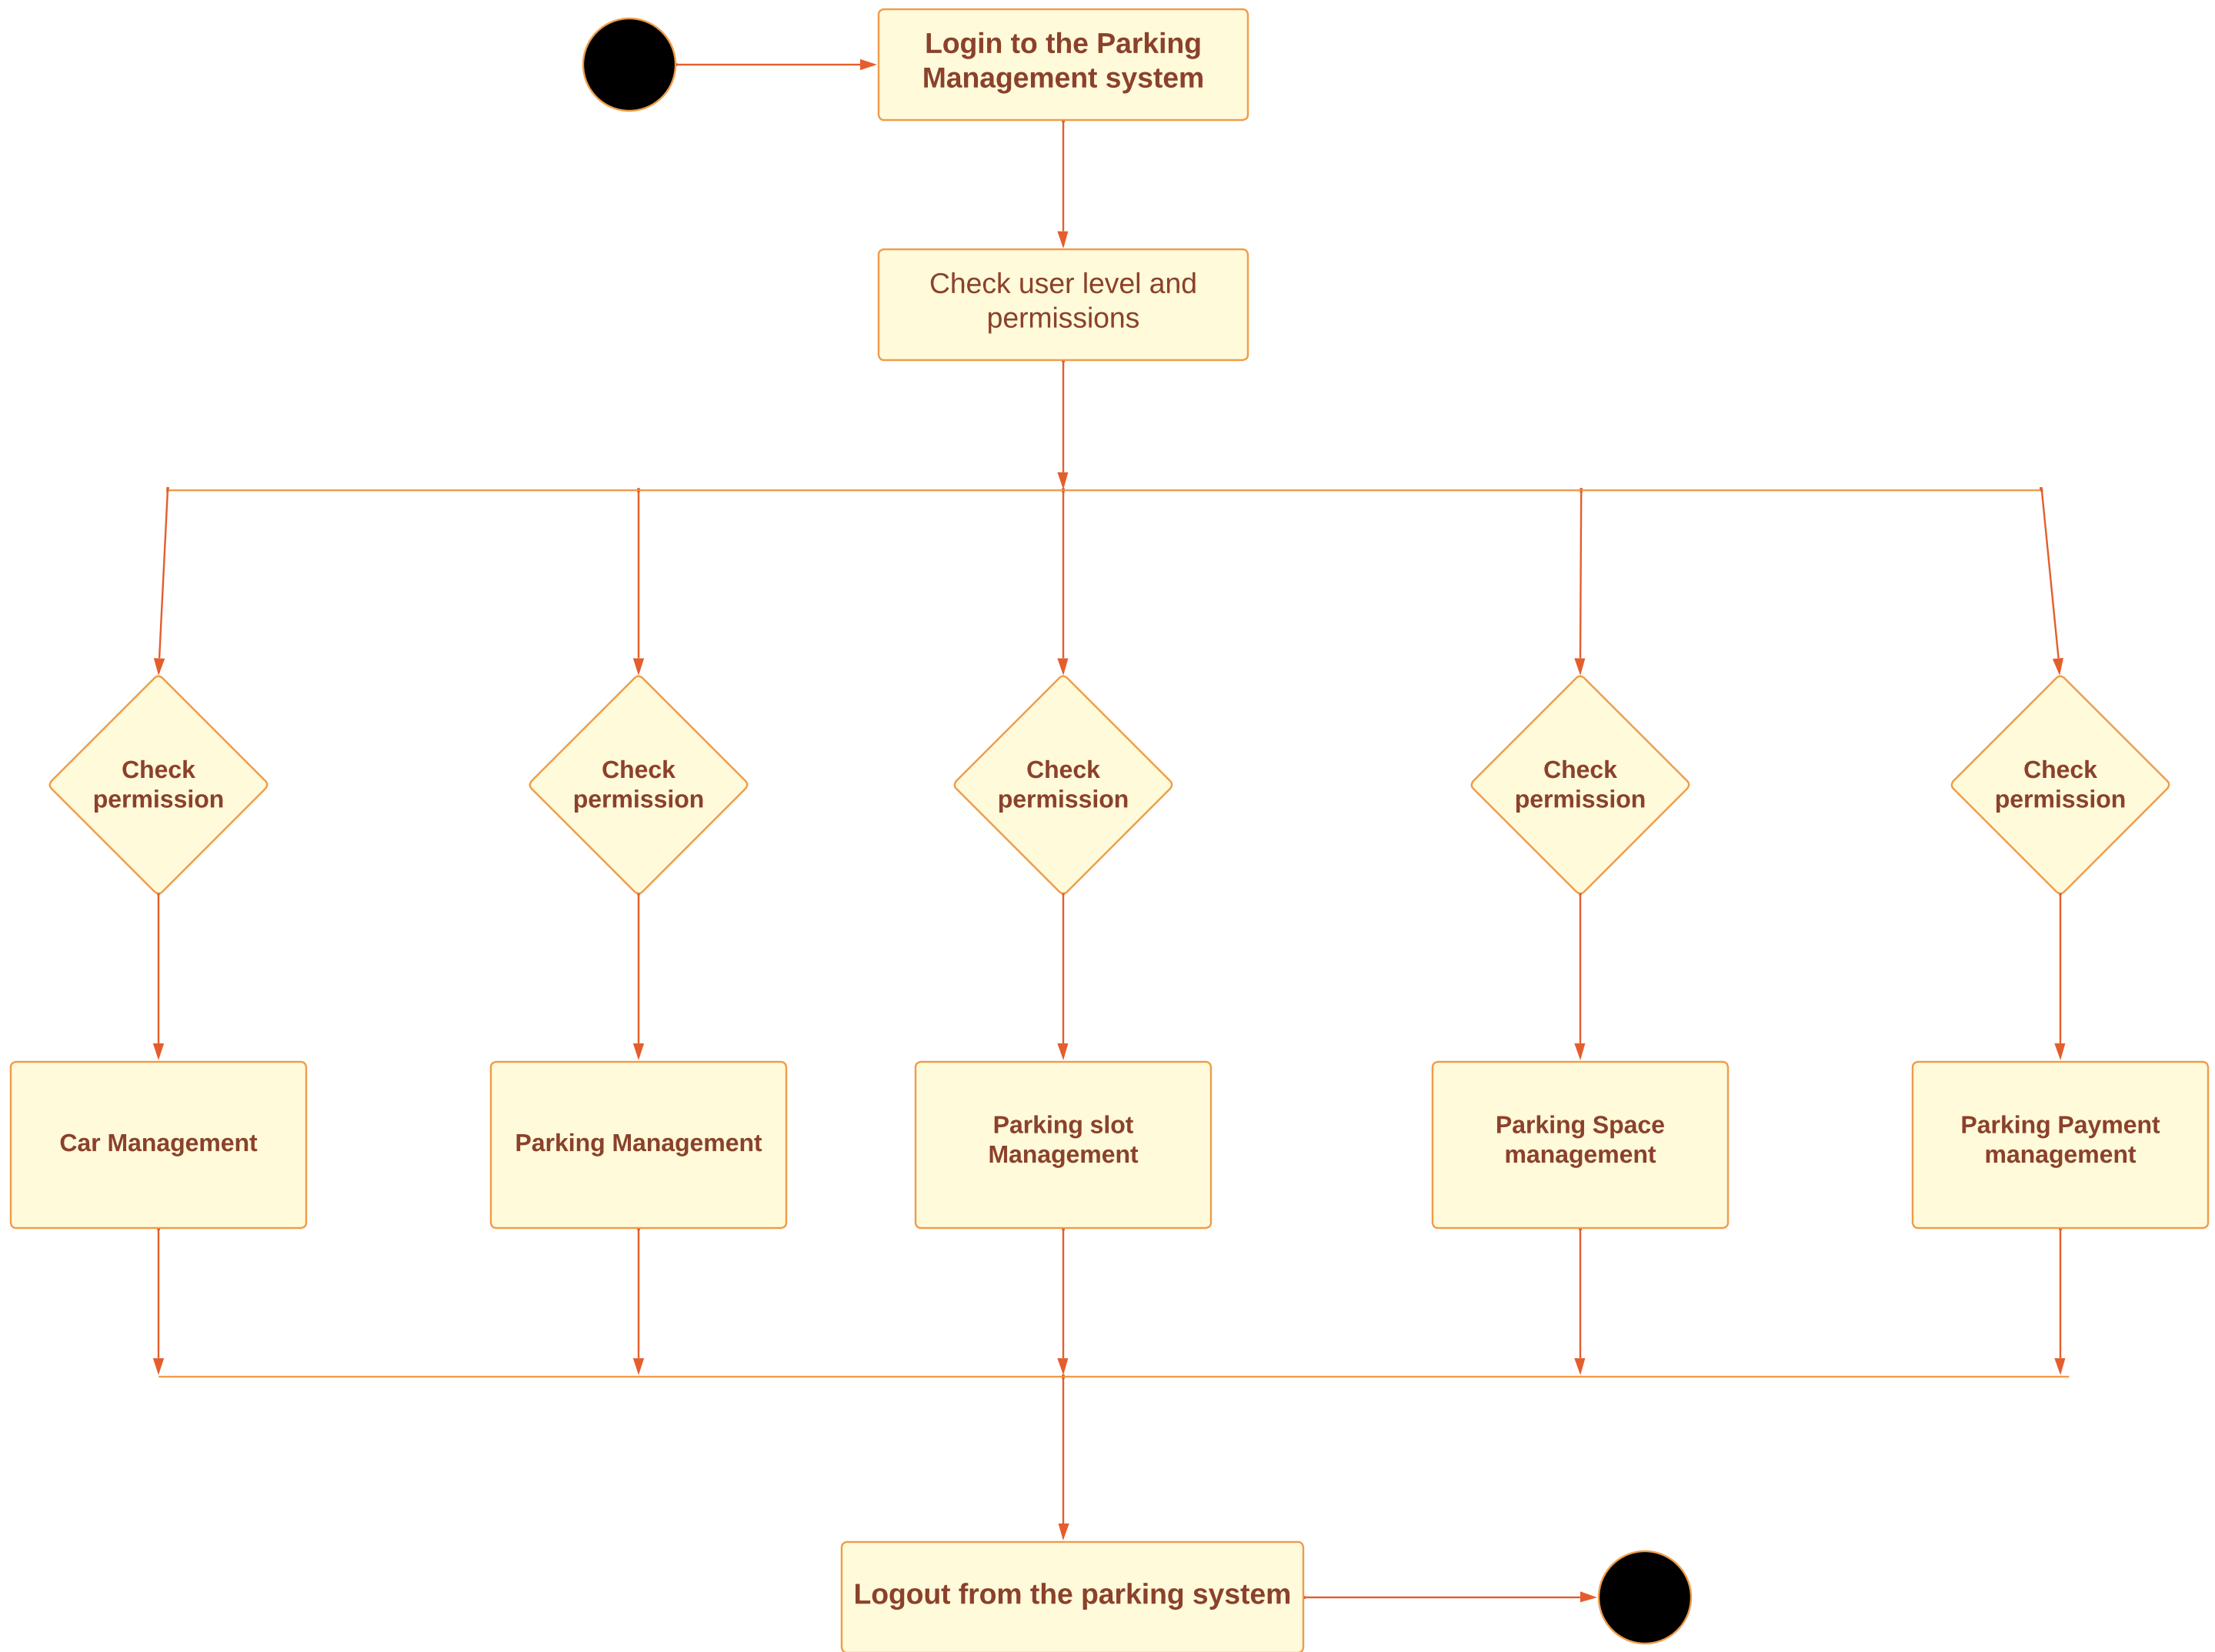 Login to the Parking
Management system
Check user level and
permissions
Check
permission
Check
permission
Check
permission
Check
permission
Check
permission
Car Management
Parking Management
Parking slot
Management
Parking Space
management
Parking Payment
management
Logout from the parking system